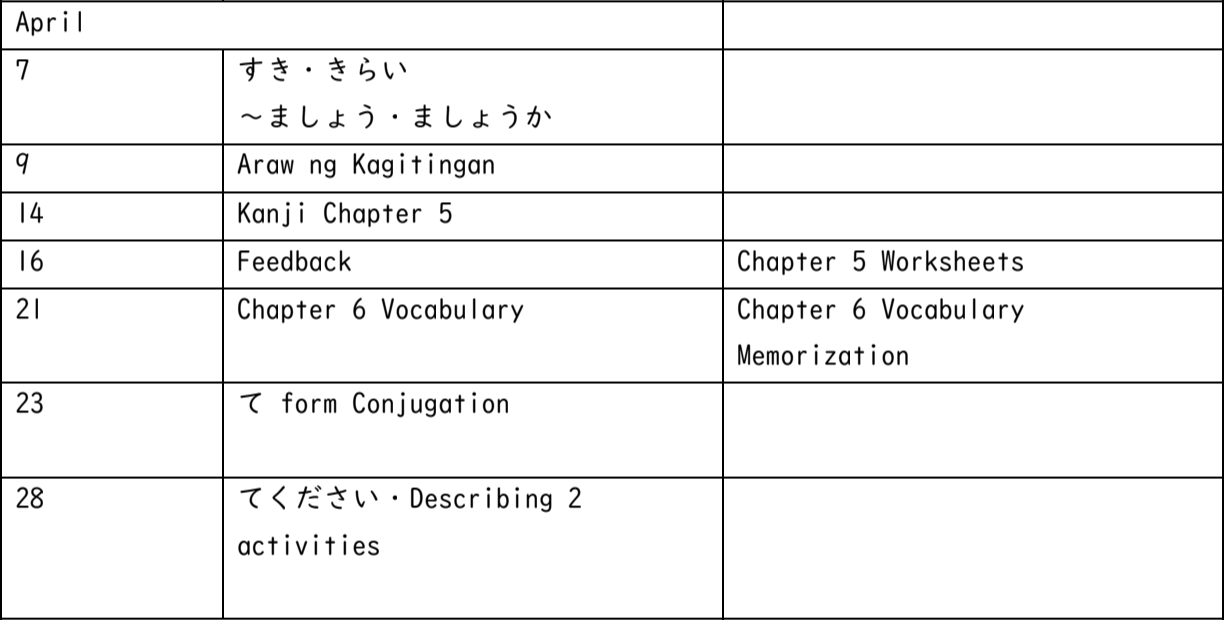 April
7
すき・きらい
～ましょう・ましょうか
9
Araw ng Kagitingan
14
Kanji Chapter 5
16
Feedback
Chapter 5 Worksheets
21
Chapter 6 Vocabulary
Chapter 6 Vocabulary
Memorization
23
て form Conjugation
28
てください・Describing 2
activities